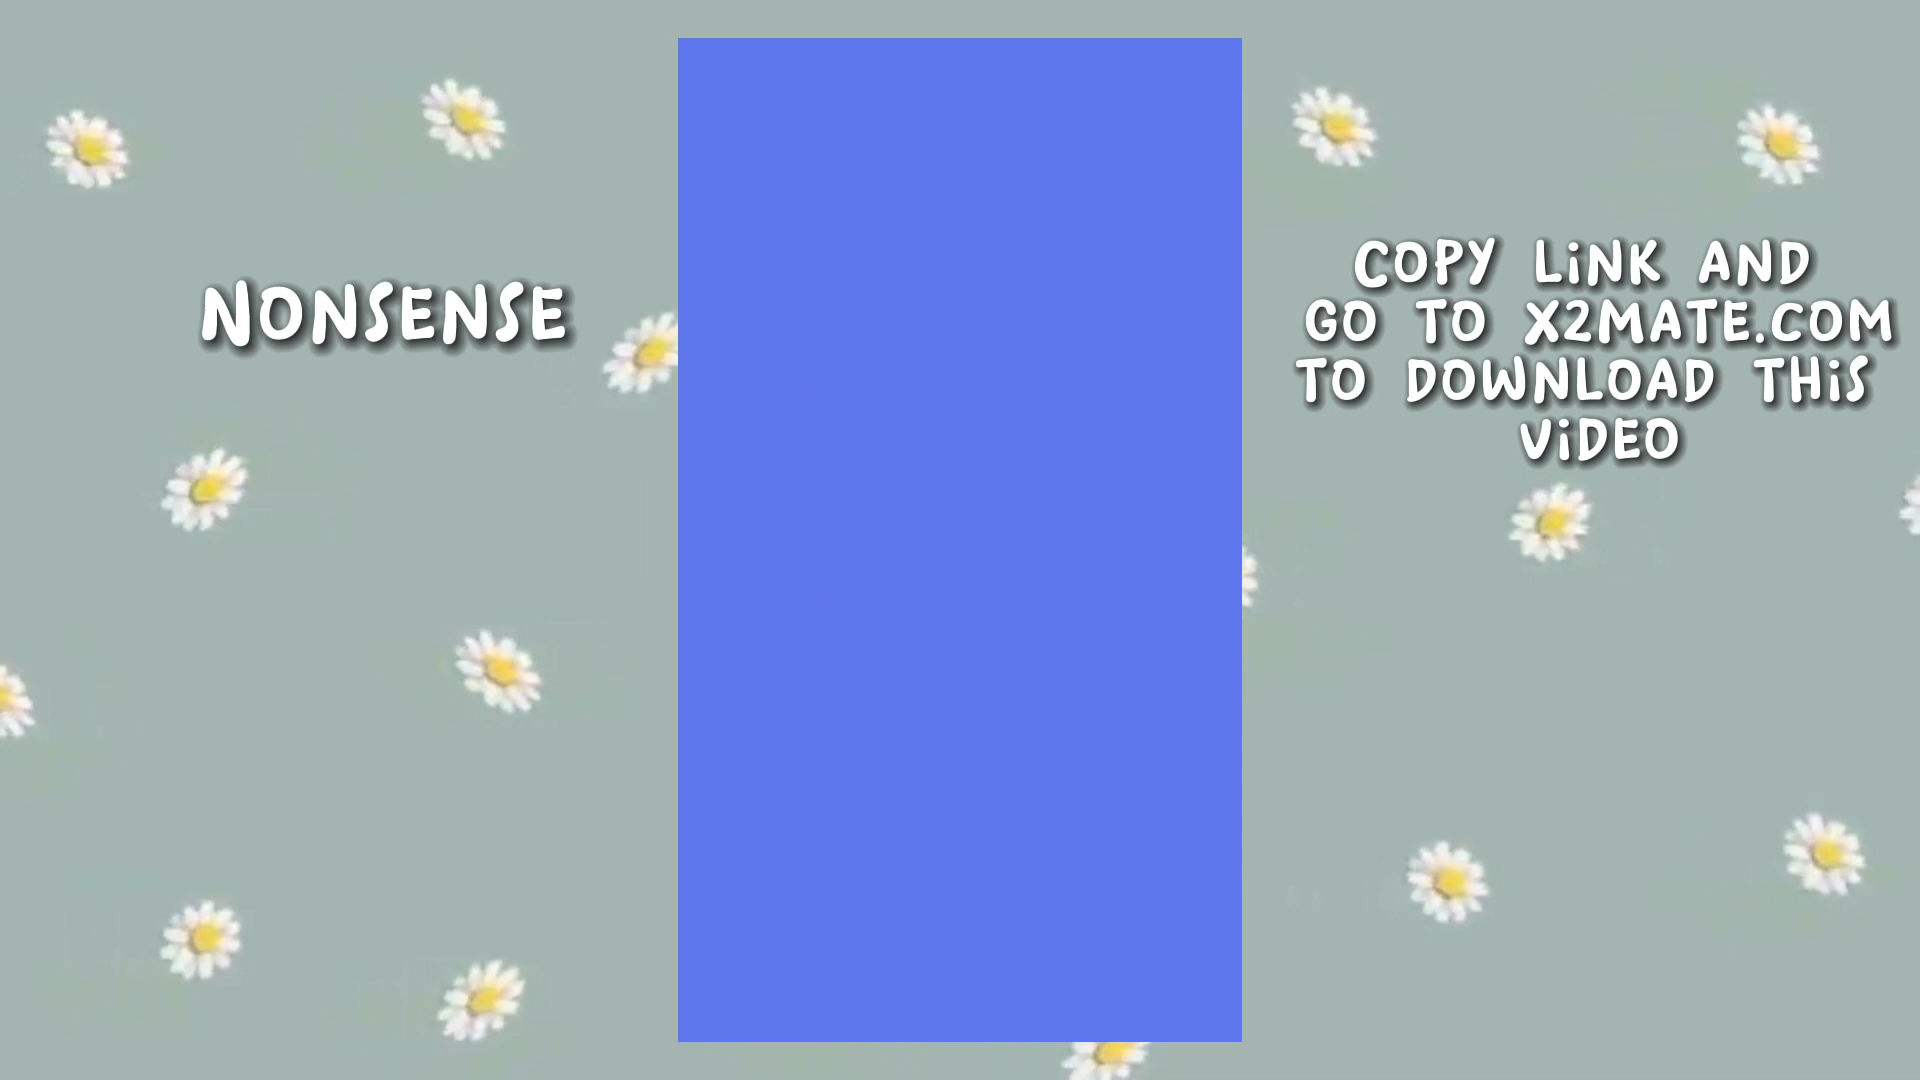 NONSENSE
COPY LiNK AND
GO TO X2MATE.COM
TO DOWNLOAD THiS
ViDEO